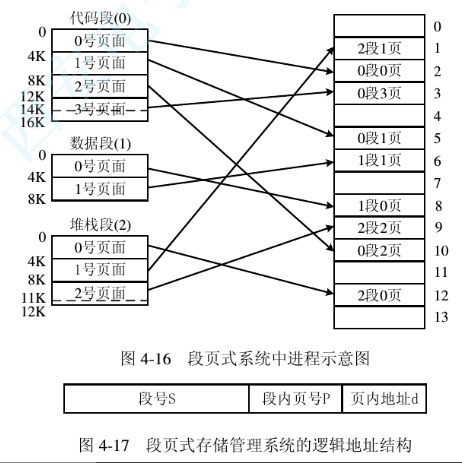 代码段(0)
0
0号页面
4K
1号页面
8K
2号页面
12K
14K
3号页面
16K
数据段(1)
0
0号页面
4K
1号页面
8K
堆栈段(2)
0
0号页面
4K
1号页面
8K
2号页面
11K
12K
0
2段1页 1
0段0页 2
0段3页 3
4
0段1页 5
1段1页 6
7
1段0页 8
2段2页 9
0段2页 10
11
2段0页 12
13
图 4-16 段页式系统中进程示意图
段号S 段内页号P 页内地址d
图 4-17 段页式存储管理系统的逻辑地址结构